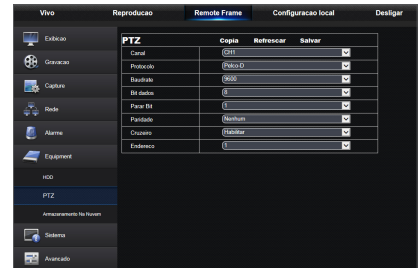 Vivo Reproducao Remote Frame Configuracao local Desligar
Exibicao
Gravacao
Capture
Rede
Alarme
Equipment
HDD
PTZ
Armazenamento Na Nuvem
Sistema
Avancado
PTZ Copia Refrescar Salvar
Canal CH1
Protocolo Pelco-D
Baudrate 9600
Bit dados 8
Parar Bit 1
Paridade Nenhum
Cruzeiro Habilitar
Endereco 1